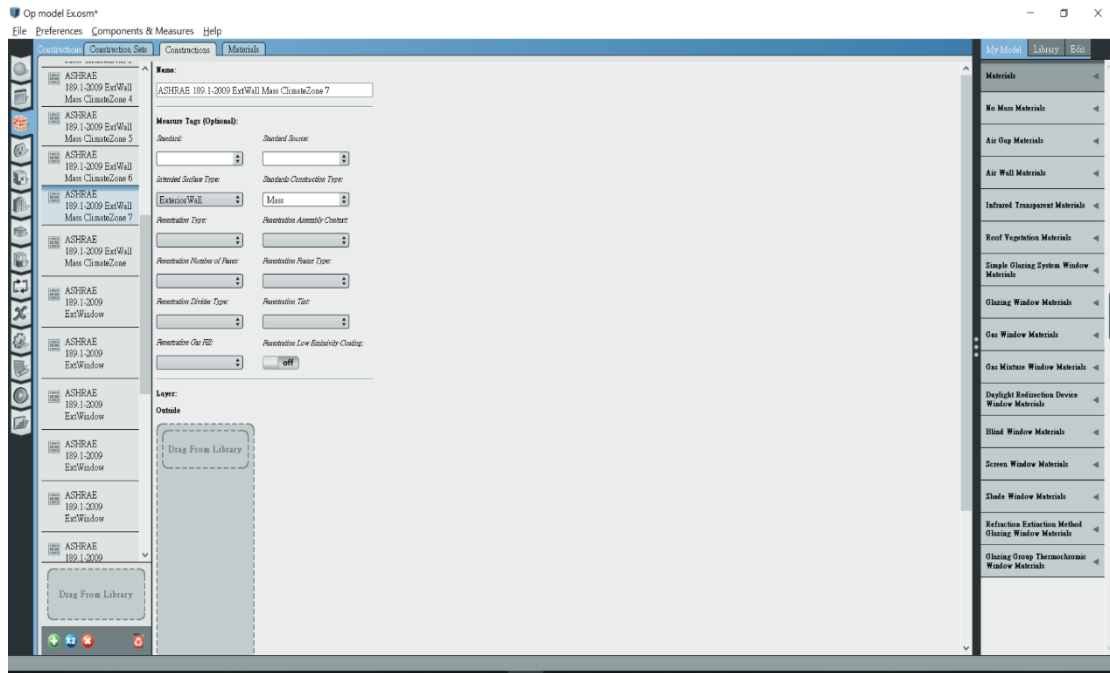 Op model Ex.osm*
File Preferences Components & Measures Help
Constructions Construction Sets Constructions Materials
My Model Library Edit
ASHRAE
189.1-2009 ExtWall
Mass ClimateZone 4
ASHRAE
189.1-2009 ExtWall
Mass ClimateZone 5
ASHRAE
189.1-2009 ExtWall
Mass ClimateZone 6
ASHRAE
189.1-2009 ExtWall
Mass ClimateZone 7
ASHRAE
189.1-2009 ExtWall
Mass ClimateZone
ASHRAE
189.1-2009
ExtWindow
ASHRAE
189.1-2009
ExtWindow
ASHRAE
189.1-2009
ExtWindow
ASHRAE
189.1-2009
ExtWindow
ASHRAE
189.1-2009
ExtWindow
ASHRAE
189.1-2009
Drag From Library
X2
Name:
ASHRAE 189.1-2009 ExtWall Mass ClimateZone 7
Measure Tags (Optional):
Standard: Standard Source:
Intended Surface Type: Standards Construction Type:
ExteriorWall Mass
Fenestration Type: Fenestration Assembly Context:
Fenestration Number of Panes: Fenestration Frame Type:
Fenestration Divider Type: Fenestration Tint:
Fenestration Gas Fill: Fenestration Low Emissivity Coating:
off
Layer:
Outside
Drag From Library
Materials
No Mass Materials
Air Gap Materials
Air Wall Materials
Infrared Transparent Materials
Roof Vegetation Materials
Simple Glazing System Window
Materials
Glazing Window Materials
Gas Window Materials
Gas Mixture Window Materials
Daylight Redirection Device
Window Materials
Blind Window Materials
Screen Window Materials
Shade Window Materials
Refraction Extinction Method
Glazing Window Materials
Glazing Group Thermochromic
Window Materials